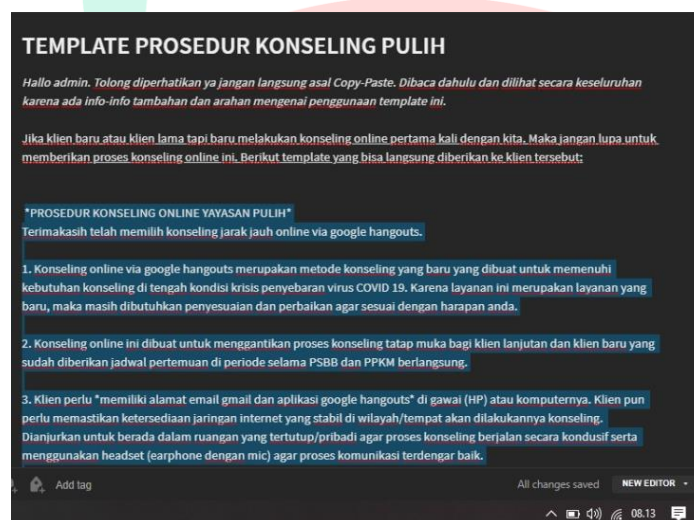 TEMPLATE PROSEDUR KONSELING PULIH
Hallo admin. Tolong diperhatikan ya jangan langsung asal Copy-Paste. Dibaca dahulu dan dilihat secara keseluruhan
karena ada info-info tambahan dan arahan mengenai penggunaan template ini.
Jika klien baru atau klien lama tapi baru melakukan konseling online pertama kali dengan kita. Maka jangan lupa untuk
memberikan proses konseling online ini. Berikut template yang bisa langsung diberikan ke klien tersebut:
*PROSEDUR KONSELING ONLINE YAYASAN PULIH*
Terimakasih telah memilih konseling jarak jauh online via google hangouts.
1. Konseling online via google hangouts merupakan metode konseling yang baru yang dibuat untuk memenuhi
kebutuhan konseling di tengah kondisi krisis penyebaran virus COVID 19. Karena layanan ini merupakan layanan yang
baru, maka masih dibutuhkan penyesuaian dan perbaikan agar sesuai dengan harapan anda.
2. Konseling online ini dibuat untuk menggantikan proses konseling tatap muka bagi klien lanjutan dan klien baru yang
sudah diberikan jadwal pertemuan di periode selama PSBB dan PPKM berlangsung.
3. Klien perlu *memiliki alamat email gmail dan aplikasi google hangouts* di gawai (HP) atau komputernya. Klien pun
perlu memastikan ketersediaan jaringan internet yang stabil di wilayah/tempat akan dilakukannya konseling.
Dianjurkan untuk berada dalam ruangan yang tertutup/pribadi agar proses konseling berjalan secara kondusif serta
menggunakan headset (earphone dengan mic) agar proses komunikasi terdengar baik.
Add tag
All changes saved
NEW EDITOR
08.13